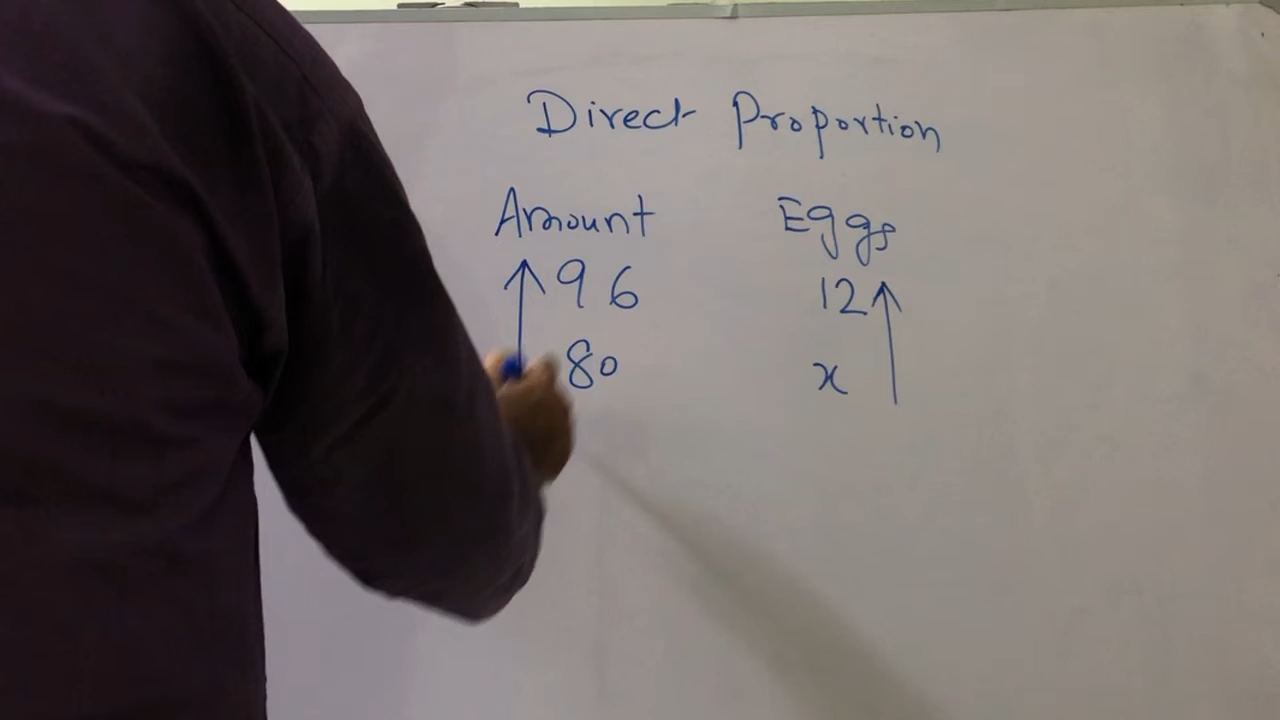 Direct Proportion
Amount Eggs
↑ 96 12 ↑
80 x